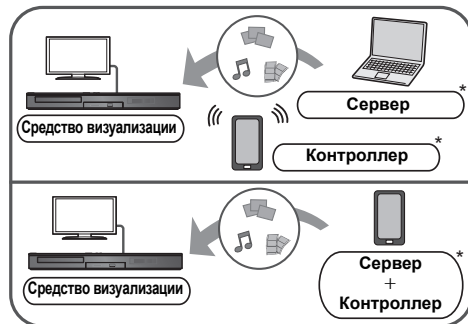 Сервер*
Средство визуализации
Контроллер*
Средство визуализации
Сервер*
+
Контроллер